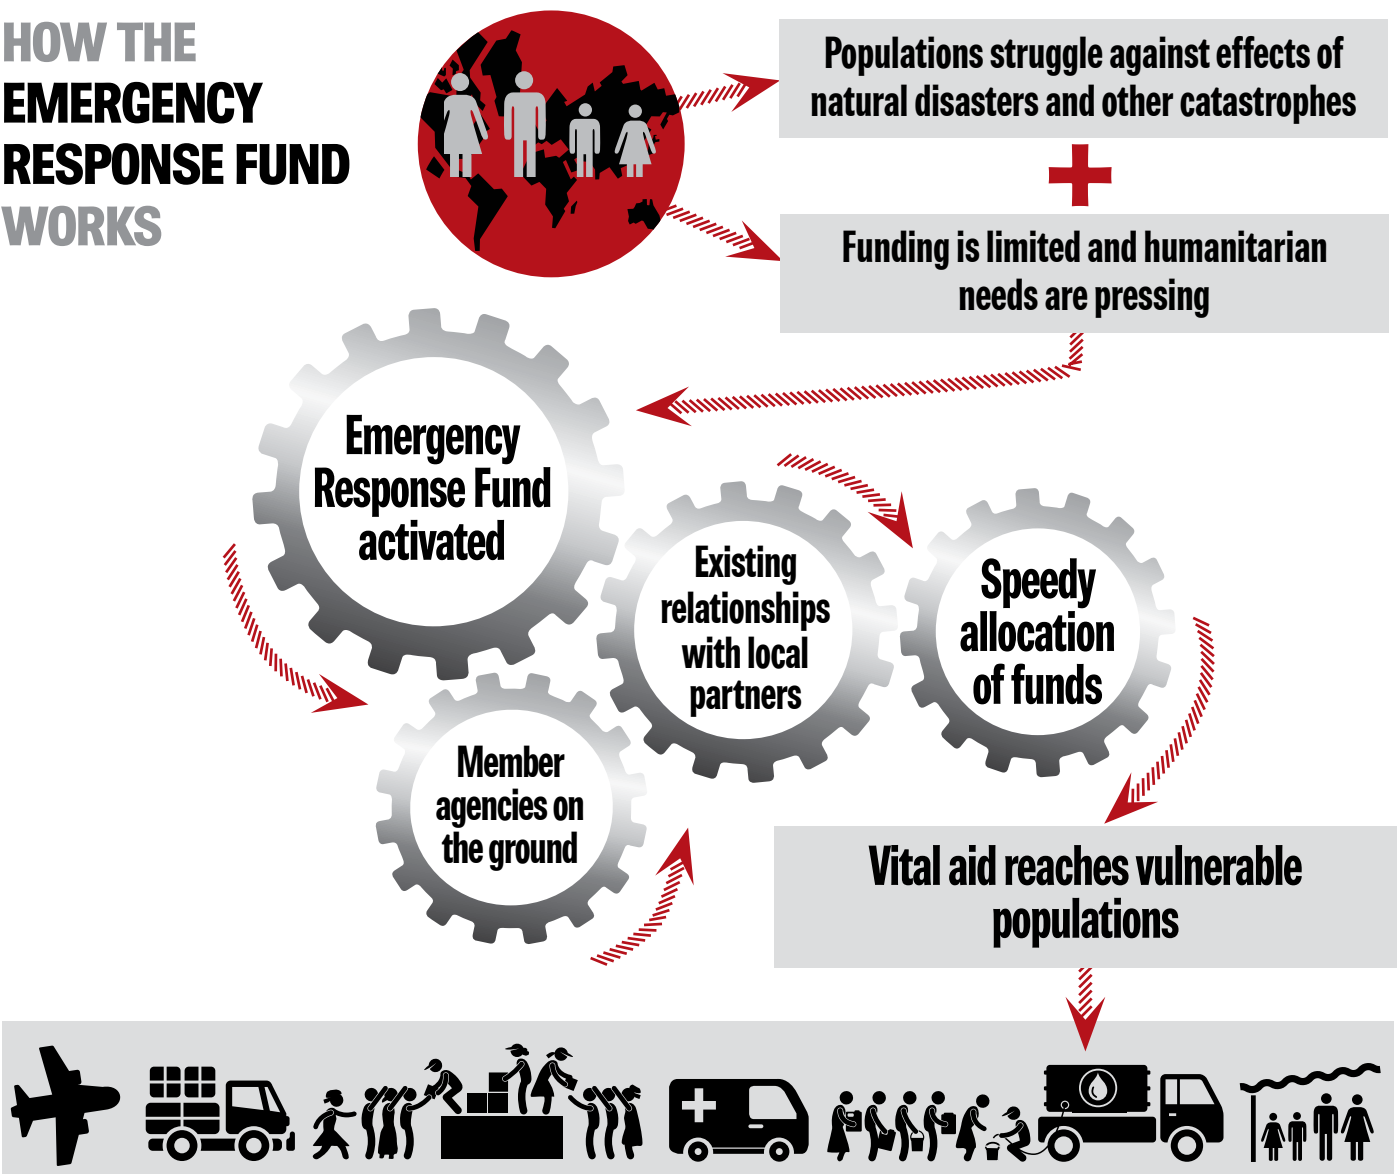 HOW THE
EMERGENCY
RESPONSE FUND
WORKS
Populations struggle against effects of
natural disasters and other catastrophes
Funding is limited and humanitarian
needs are pressing
Emergency
Response Fund
activated
Member
agencies on
the ground
Existing
relationships
with local
partners
Speedy
allocation
of funds
Vital aid reaches vulnerable
populations